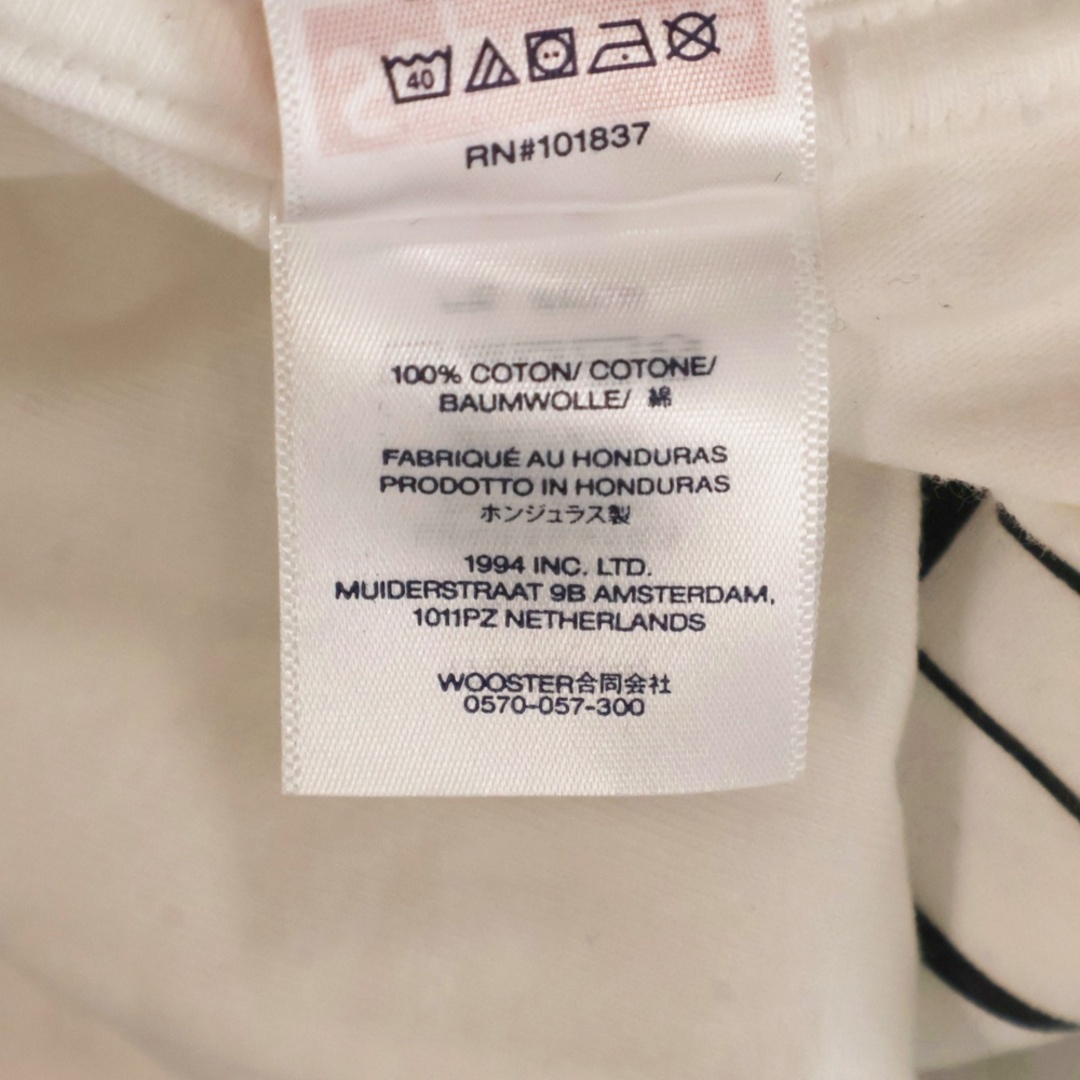 40
RN#101837
100% COTON/ COTONE/
BAUMWOLLE/ 綿
FABRIQUÉ AU HONDURAS
PRODOTTO IN HONDURAS
ホンジュラス製
1994 INC. LTD.
MUIDERSTRAAT 9B AMSTERDAM,
1011PZ NETHERLANDS
WOOSTER合同会社
0570-057-300